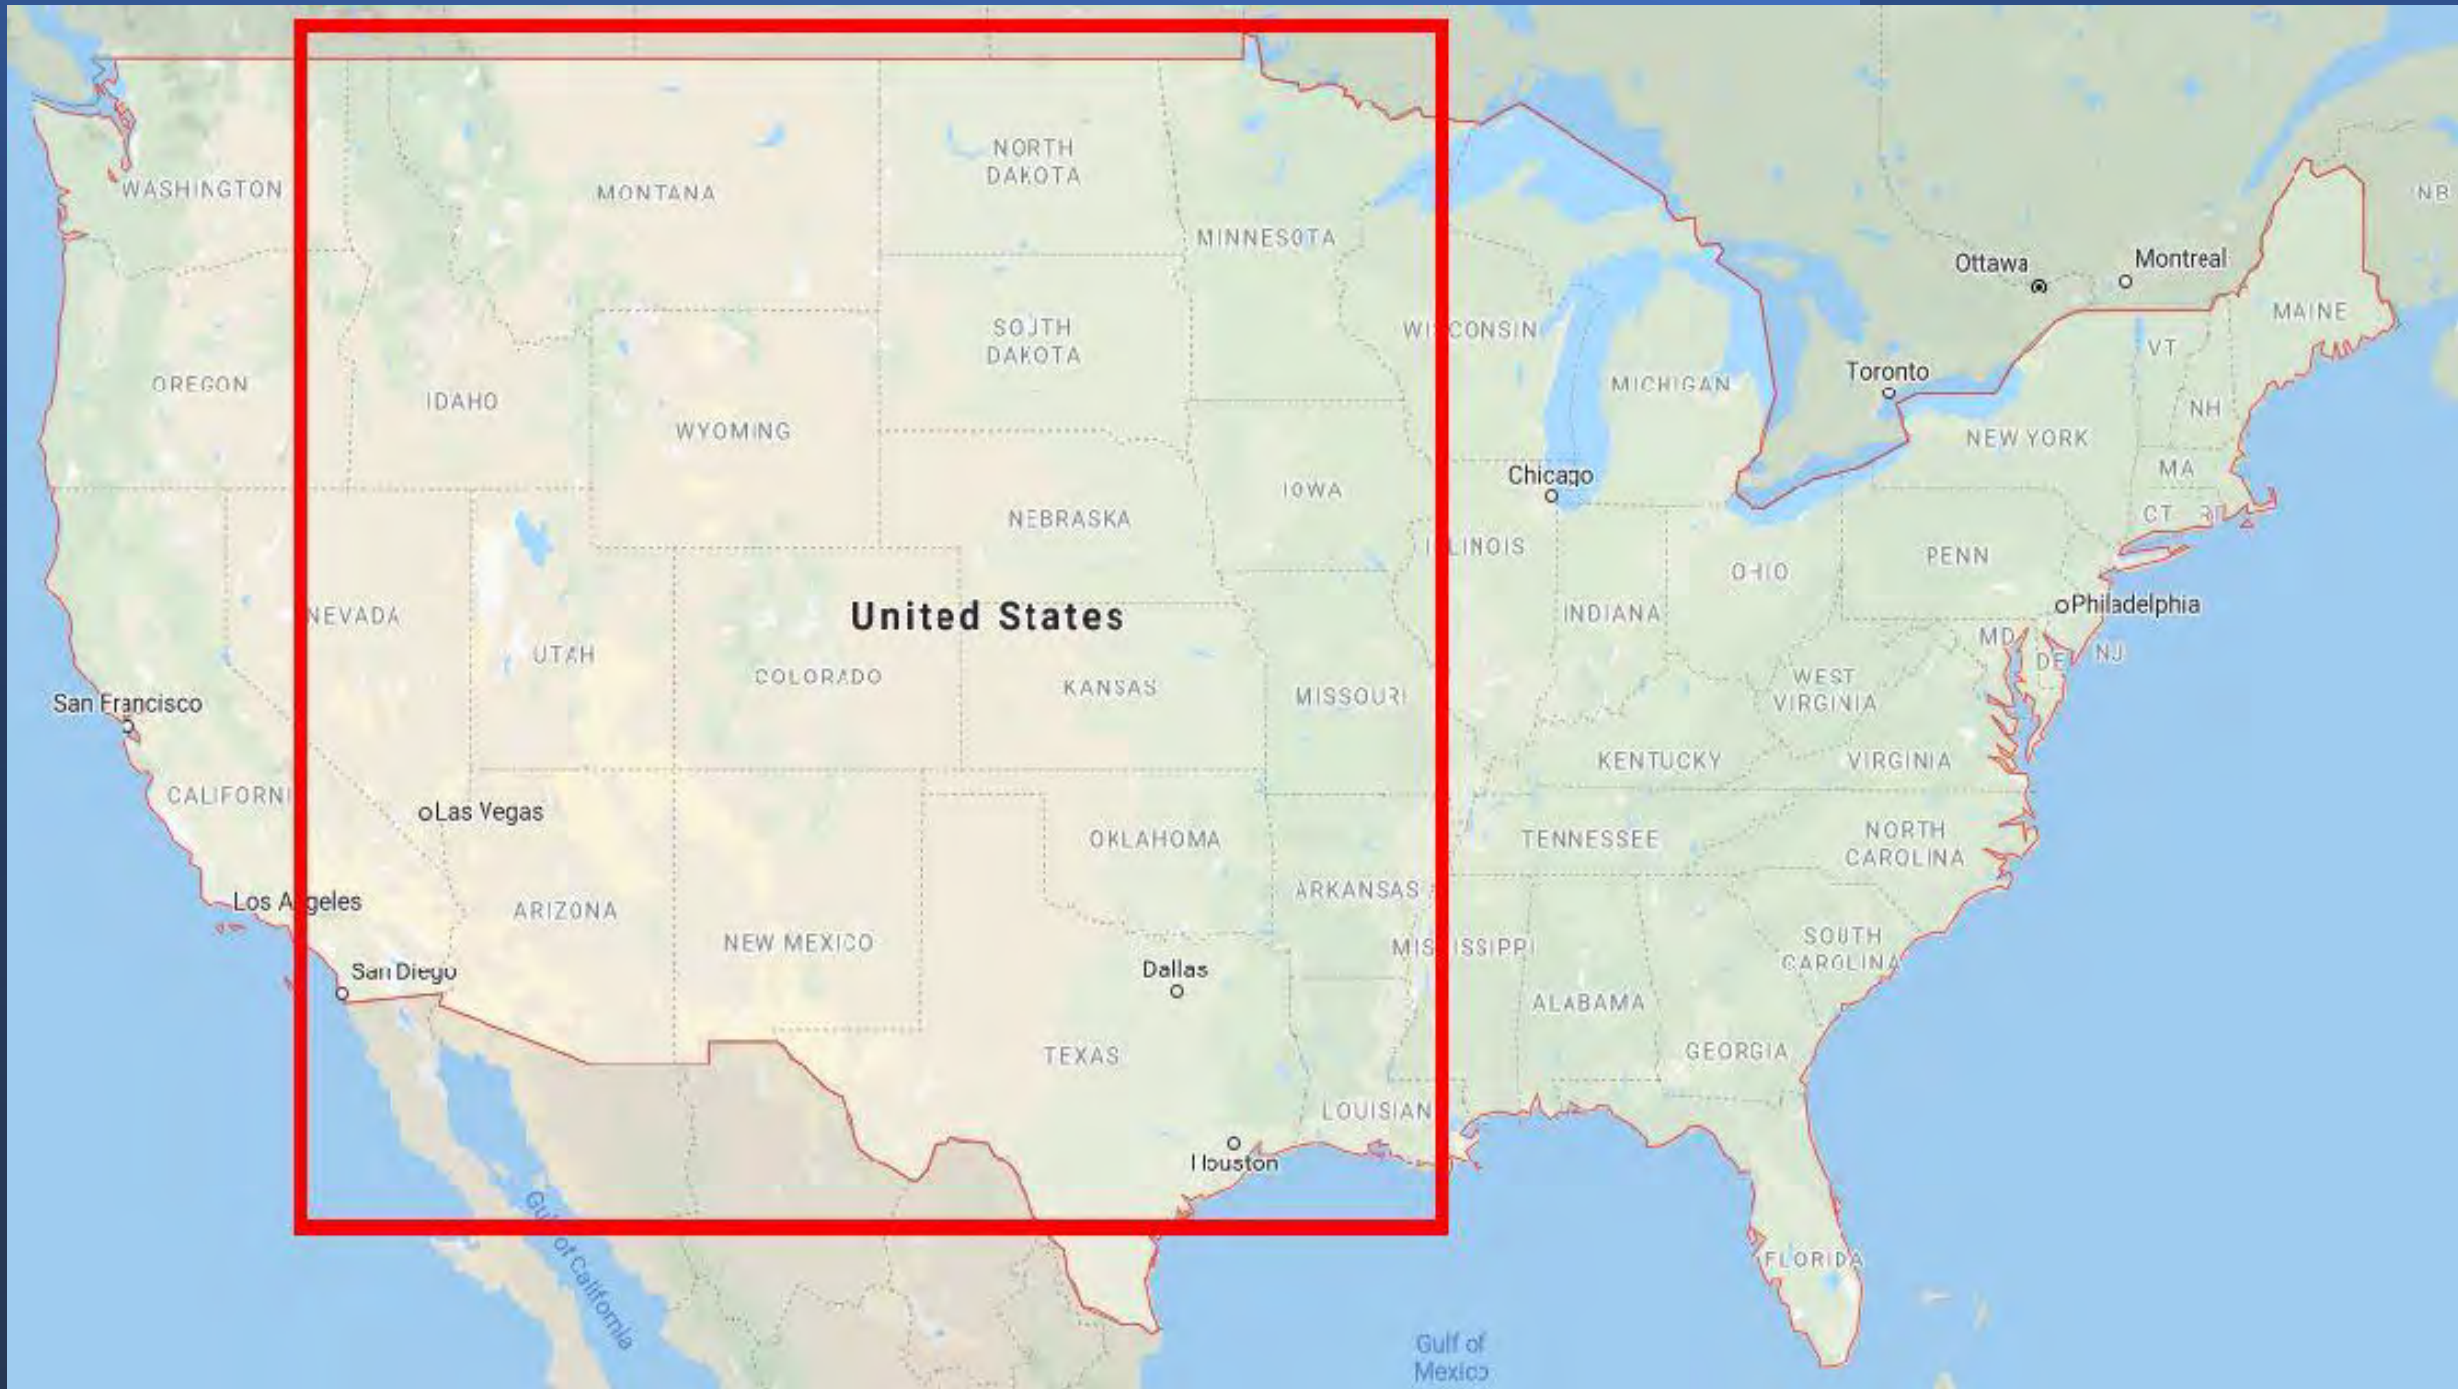 NORTH
DAKOTA
WASHINGTON
MONTANA
NB
MINNESOTA
Ottawa
Montreal
MAINE
SOUTH
DAKOTA
WISCONSIN
VT
Toronto
OREGON
IDAHO
MICHIGAN
NH
WYOMING
NEW YORK
MA
Chicago
IOWA
NEBRASKA
CT RI
ILLINOIS
PENN
OHIO
United States
NEVADA
INDIANA
Philadelphia
MD
UTAH
DE
NJ
COLORADO
KANSAS
MISSOURI
WEST
VIRGINIA
San Francisco
KENTUCKY
VIRGINIA
CALIFORNI
Las Vegas
OKLAHOMA
TENNESSEE
NORTH
CAROLINA
Los Angeles
ARIZONA
ARKANSAS
NEW MEXICO
MISSISSIPPI
SOUTH
CAROLINA
San Diego
Dallas
ALABAMA
TEXAS
GEORGIA
LOUISIAN
Houston
Gulf of California
FLORIDA
Gulf of
Mexico